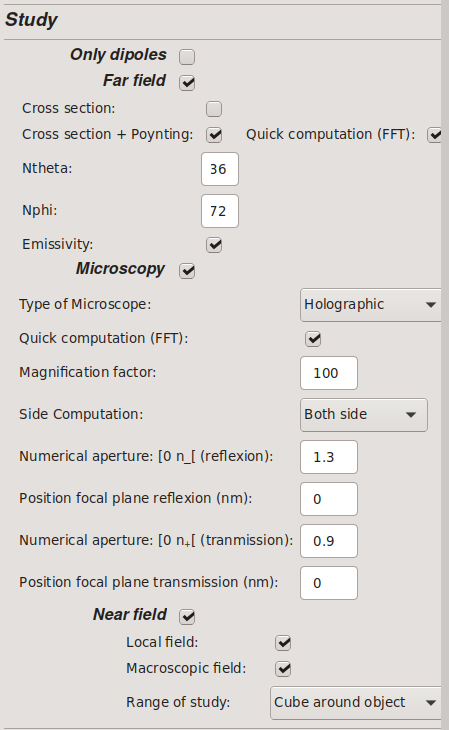 Study
Only dipoles
Far field
Cross section:
Cross section + Poynting: Quick computation (FFT):
Ntheta: 36
Nphi: 72
Emissivity:
Microscopy
Type of Microscope: Holographic
Quick computation (FFT):
Magnification factor: 100
Side Computation: Both side
Numerical aperture: [0 n_[ (reflexion): 1.3
Position focal plane reflexion (nm): 0
Numerical aperture: [0 n₊[ (tranmission): 0.9
Position focal plane transmission (nm): 0
Near field
Local field:
Macroscopic field:
Range of study: Cube around object